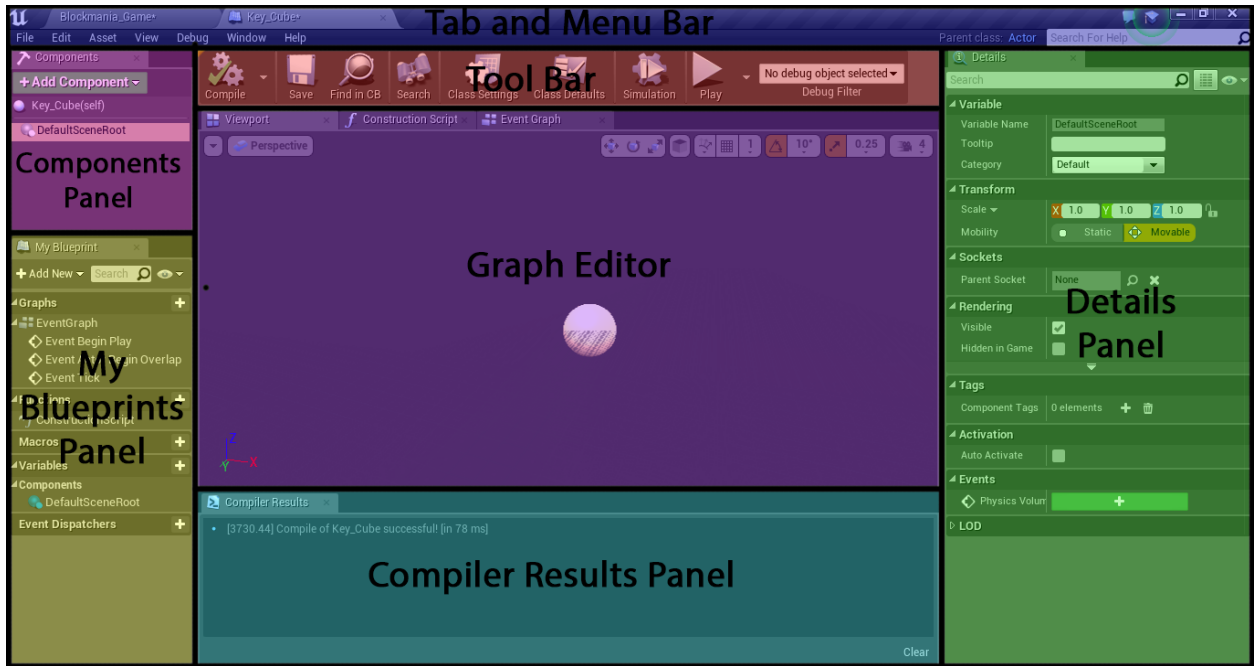 Blockmania_Game*
Key_Cube*
Tab and Menu Bar
File Edit Asset View Debug Window Help
Parent class: Actor Search For Help
Components
+ Add Component
Key_Cube(self)
DefaultSceneRoot
Components
Panel
Compile Save Find in CB Search Class Settings Class Defaults Simulation Play
No debug object selected
Debug Filter
Tool Bar
Viewport Construction Script Event Graph
Perspective
1 10° 0.25 4
Graph Editor
Z
Y X
My Blueprint
+ Add New Search
Graphs +
EventGraph
Event Begin Play
Event Begin Overlap
Event Tick
Functions +
ConstructionScript
Macros +
Variables +
Components
DefaultSceneRoot
Event Dispatchers +
My
Blueprints
Panel
Compiler Results
• [3730.44] Compile of Key_Cube successful! [in 78 ms]
Compiler Results Panel
Clear
Details
Search
Variable
Variable Name DefaultSceneRoot
Tooltip
Category Default
Transform
Scale X 1.0 Y 1.0 Z 1.0
Mobility Static Movable
Sockets
Parent Socket None
Rendering
Visible
Hidden in Game
Details
Panel
Tags
Component Tags 0 elements +
Activation
Auto Activate
Events
Physics Volum +
LOD